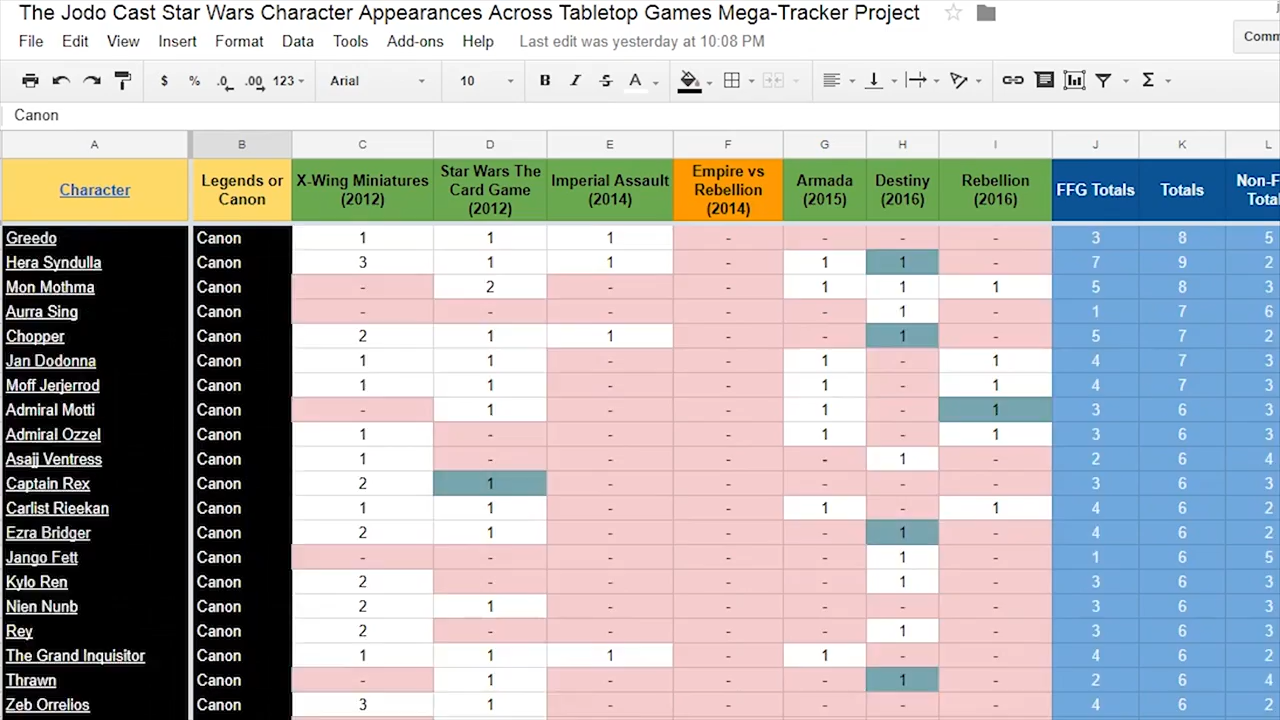 The Jodo Cast Star Wars Character Appearances Across Tabletop Games Mega-Tracker Project
File Edit View Insert Format Data Tools Add-ons Help Last edit was yesterday at 10:08 PM
Comm
$ % .0 .00 123 Arial 10 B I S A Σ
Canon
A B C D E F G H I J K L
Character Legends or Canon X-Wing Miniatures (2012) Star Wars The Card Game (2012) Imperial Assault (2014) Empire vs Rebellion (2014) Armada (2015) Destiny (2016) Rebellion (2016) FFG Totals Totals Non-F Total
Greedo Canon 1 1 1 - - - - 3 8 5
Hera Syndulla Canon 3 1 1 - 1 1 - 7 9 2
Mon Mothma Canon - 2 - - 1 1 1 5 8 3
Aurra Sing Canon - - - - - 1 - 1 7 6
Chopper Canon 2 1 1 - - 1 - 5 7 2
Jan Dodonna Canon 1 1 - - 1 - 1 4 7 3
Moff Jerjerrod Canon 1 1 - - 1 - 1 4 7 3
Admiral Motti Canon - 1 - - 1 - 1 3 6 3
Admiral Ozzel Canon 1 - - - 1 - 1 3 6 3
Asajj Ventress Canon 1 - - - - 1 - 2 6 4
Captain Rex Canon 2 1 - - - - - 3 6 3
Carlist Rieekan Canon 1 1 - - 1 - 1 4 6 2
Ezra Bridger Canon 2 1 - - - 1 - 4 6 2
Jango Fett Canon - - - - - 1 - 1 6 5
Kylo Ren Canon 2 - - - - 1 - 3 6 3
Nien Nunb Canon 2 1 - - - - - 3 6 3
Rey Canon 2 - - - - 1 - 3 6 3
The Grand Inquisitor Canon 1 1 1 - 1 - - 4 6 2
Thrawn Canon - 1 - - - 1 - 2 6 4
Zeb Orrelios Canon 3 1 - - - - - 4 6 2